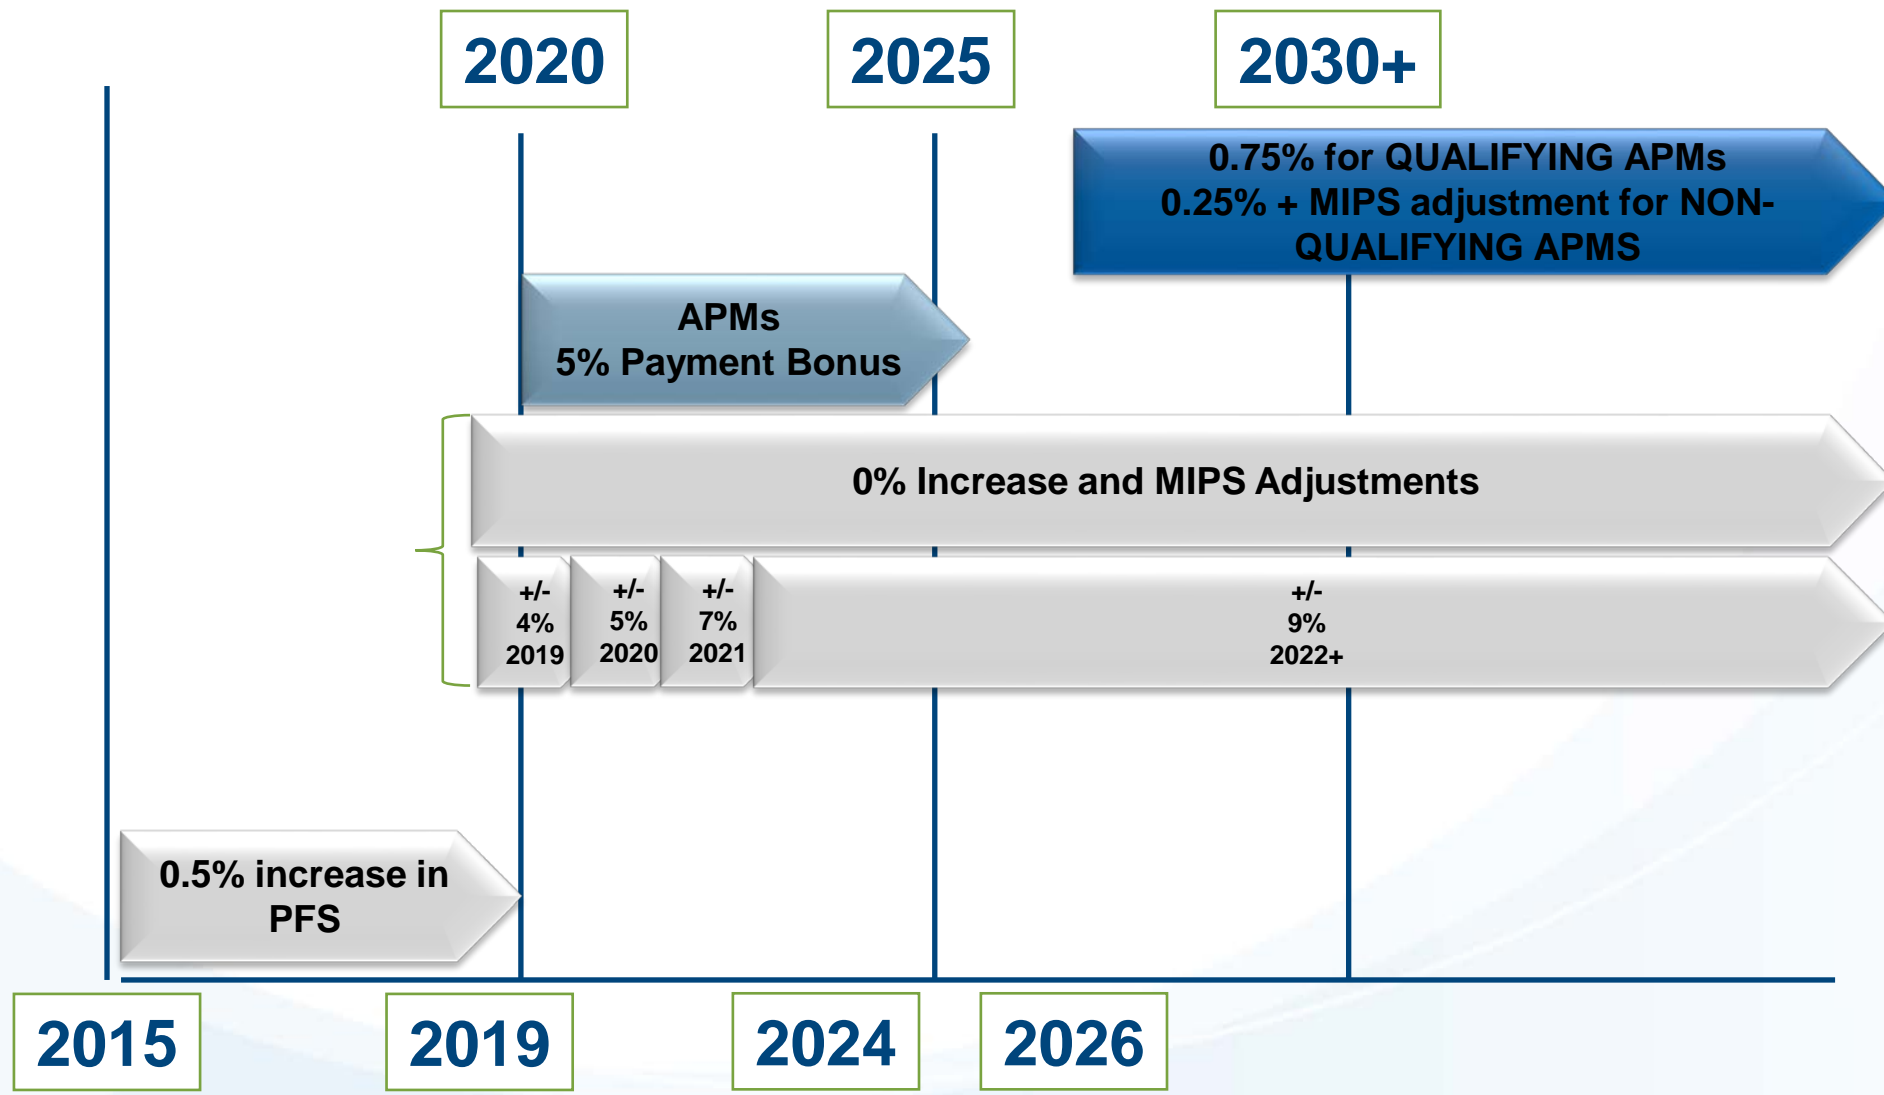 2020
2025
2030+
0.75% for QUALIFYING APMs
0.25% + MIPS adjustment for NON-
QUALIFYING APMS
APMs
5% Payment Bonus
0% Increase and MIPS Adjustments
+/-
4%
2019
+/-
5%
2020
+/-
7%
2021
+/-
9%
2022+
0.5% increase in
PFS
2015
2019
2024
2026